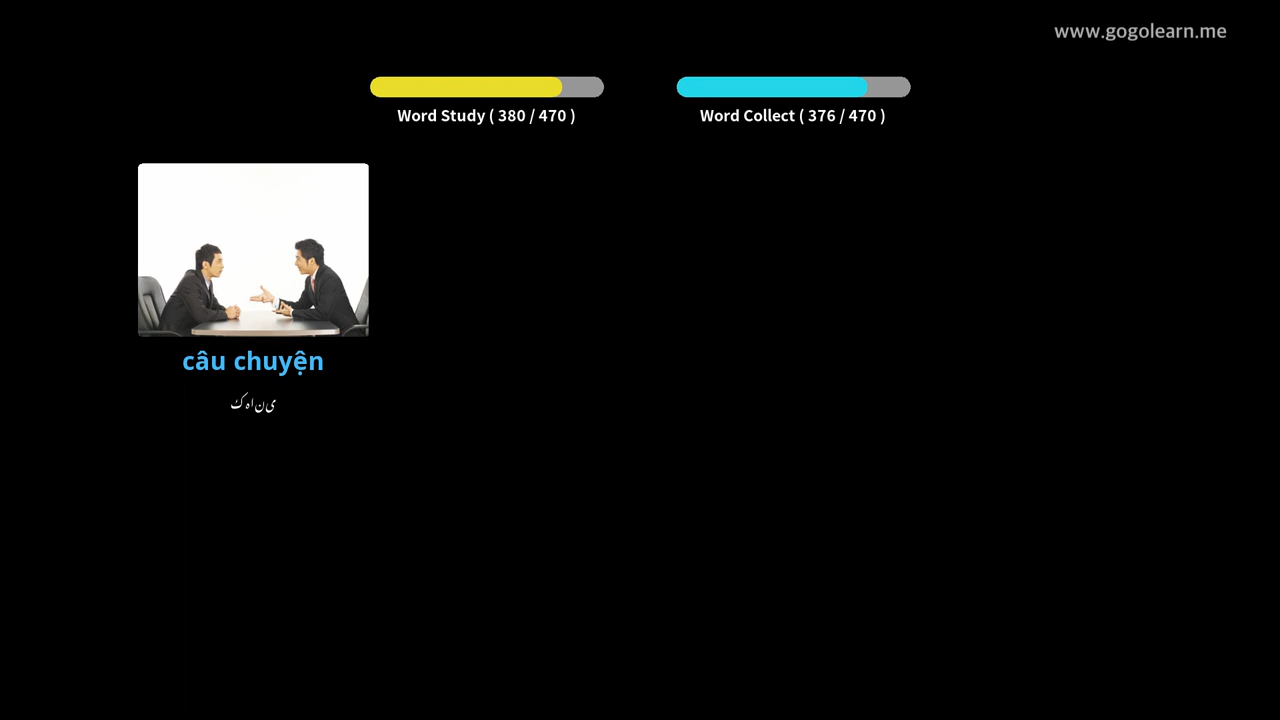 www.gogolearn.me
Word Study ( 380 / 470 )
Word Collect ( 376 / 470 )
câu chuyện
کہانی